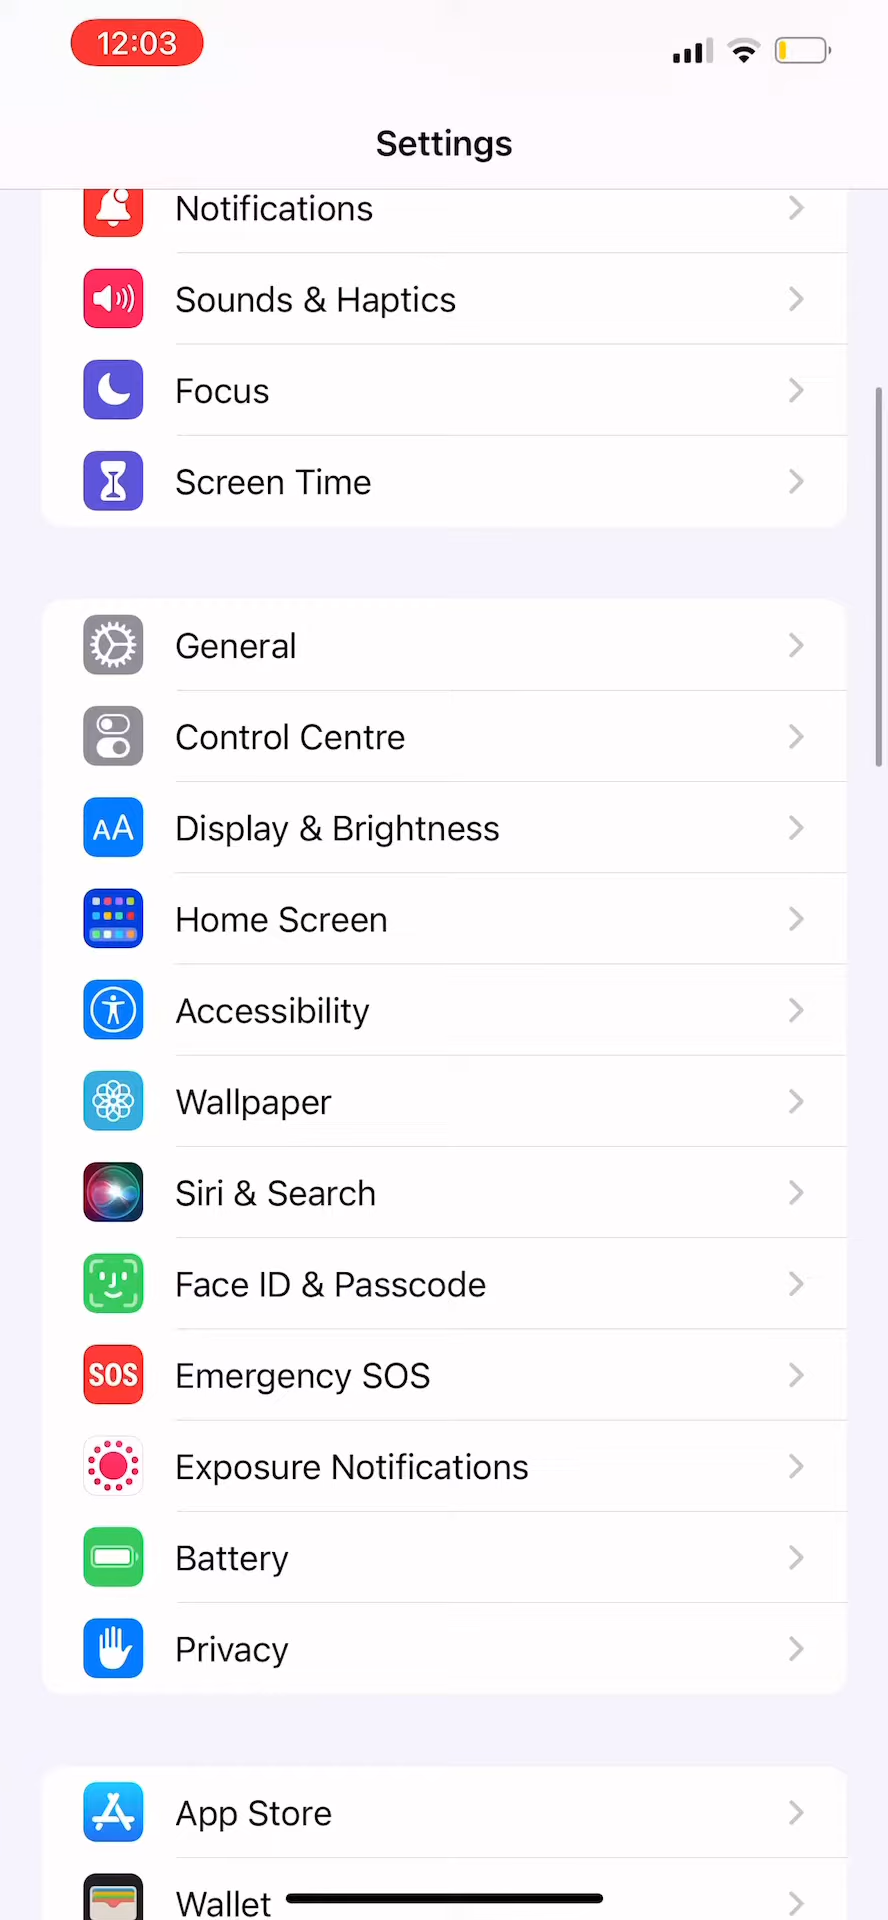 12:03
Settings
Notifications
Sounds & Haptics
Focus
Screen Time
General
Control Centre
AA Display & Brightness
Home Screen
Accessibility
Wallpaper
Siri & Search
Face ID & Passcode
SOS Emergency SOS
Exposure Notifications
Battery
Privacy
App Store
Wallet